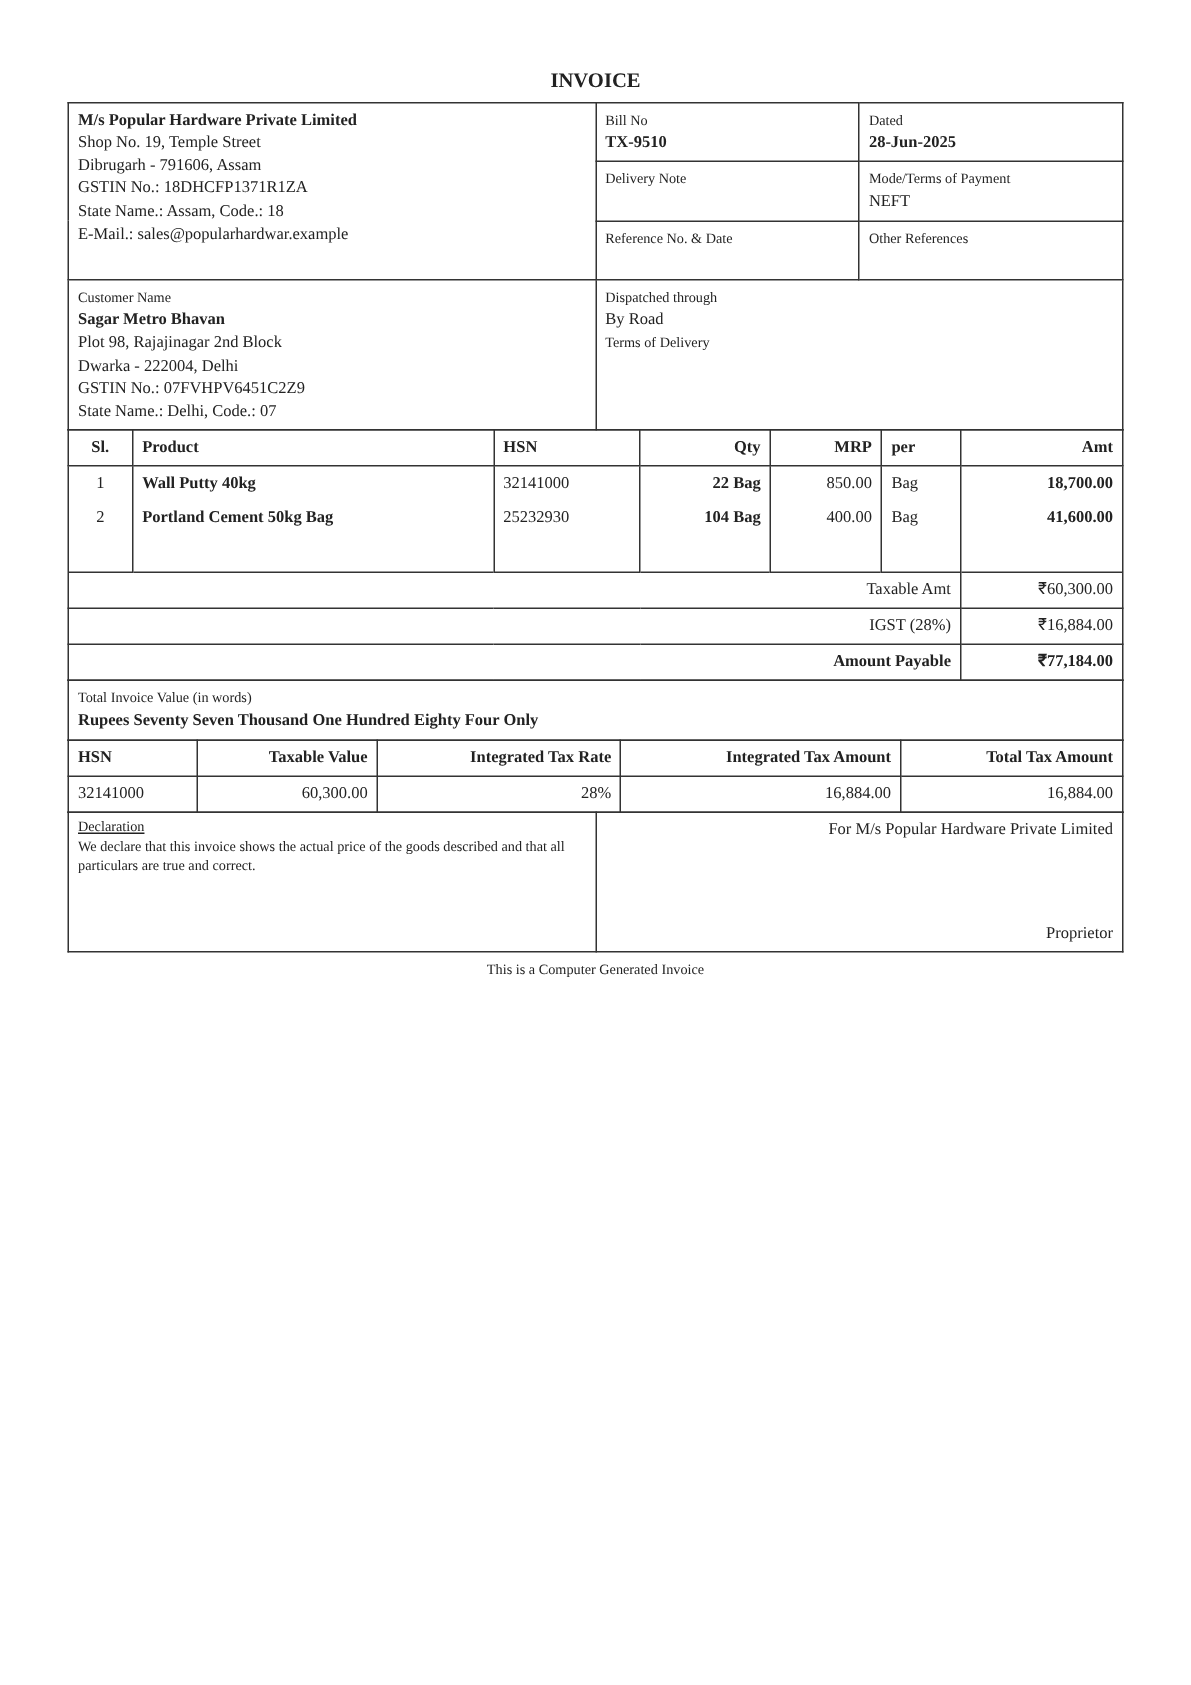 INVOICE
M/s Popular Hardware Private Limited
Shop No. 19, Temple Street
Dibrugarh - 791606, Assam
GSTIN No.: 18DHCFP1371R1ZA
State Name.: Assam, Code.: 18
E-Mail.: sales@popularhardwar.example
Bill No
TX-9510
Dated
28-Jun-2025
Delivery Note
Mode/Terms of Payment
NEFT
Reference No. & Date
Other References
Customer Name
Sagar Metro Bhavan
Plot 98, Rajajinagar 2nd Block
Dwarka - 222004, Delhi
GSTIN No.: 07FVHPV6451C2Z9
State Name.: Delhi, Code.: 07
Dispatched through
By Road
Terms of Delivery
Sl. Product HSN Qty MRP per Amt
1 Wall Putty 40kg 32141000 22 Bag 850.00 Bag 18,700.00
2 Portland Cement 50kg Bag 25232930 104 Bag 400.00 Bag 41,600.00
Taxable Amt ₹60,300.00
IGST (28%) ₹16,884.00
Amount Payable ₹77,184.00
Total Invoice Value (in words)
Rupees Seventy Seven Thousand One Hundred Eighty Four Only
HSN Taxable Value Integrated Tax Rate Integrated Tax Amount Total Tax Amount
32141000 60,300.00 28% 16,884.00 16,884.00
Declaration
We declare that this invoice shows the actual price of the goods described and that all
particulars are true and correct.
For M/s Popular Hardware Private Limited
Proprietor
This is a Computer Generated Invoice